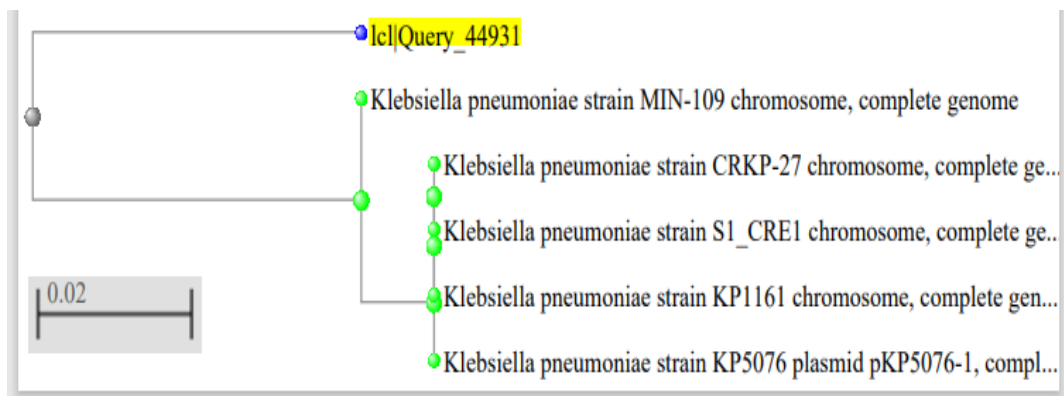 lcl|Query_44931
Klebsiella pneumoniae strain MIN-109 chromosome, complete genome
Klebsiella pneumoniae strain CRKP-27 chromosome, complete ge...
Klebsiella pneumoniae strain S1_CRE1 chromosome, complete ge...
0.02
Klebsiella pneumoniae strain KP1161 chromosome, complete gen...
Klebsiella pneumoniae strain KP5076 plasmid pKP5076-1, compl...